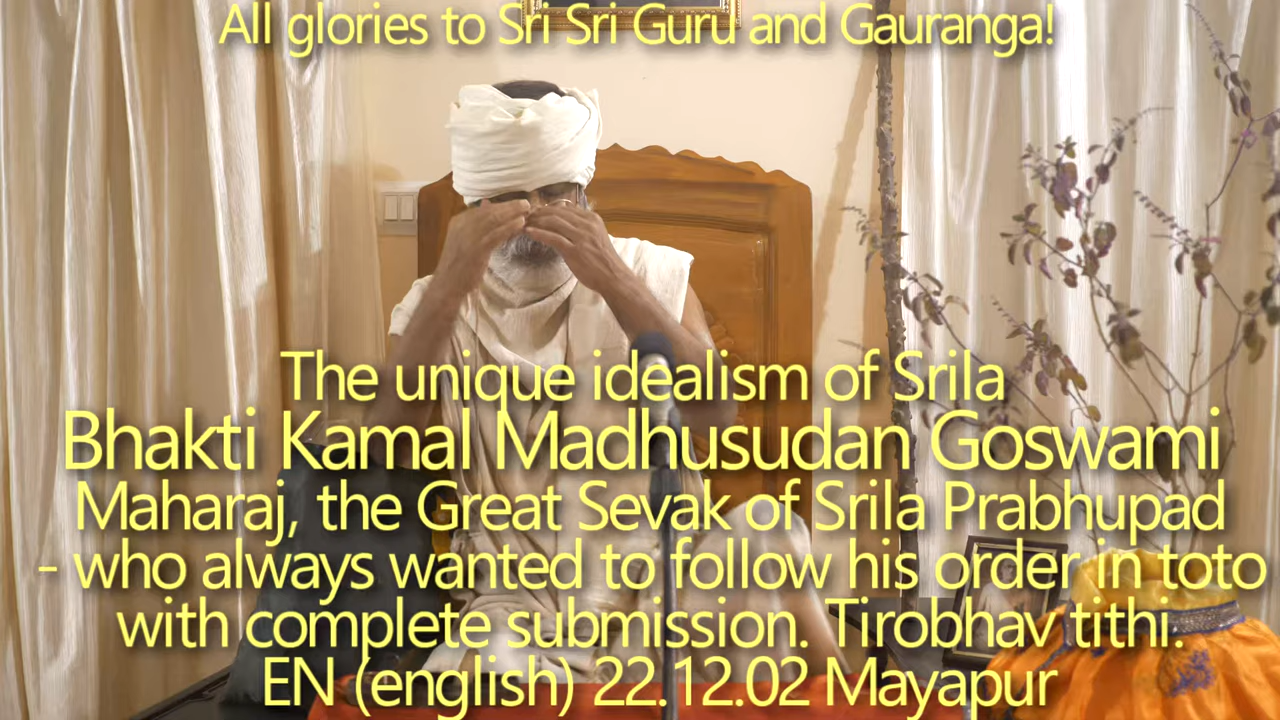 All glories to Sri Sri Guru and Gauranga!
The unique idealism of Srila
Bhakti Kamal Madhusudan Goswami
Maharaj, the Great Sevak of Srila Prabhupad
- who always wanted to follow his order in toto
with complete submission. Tirobhav tithi.
EN (english) 22.12.02 Mayapur